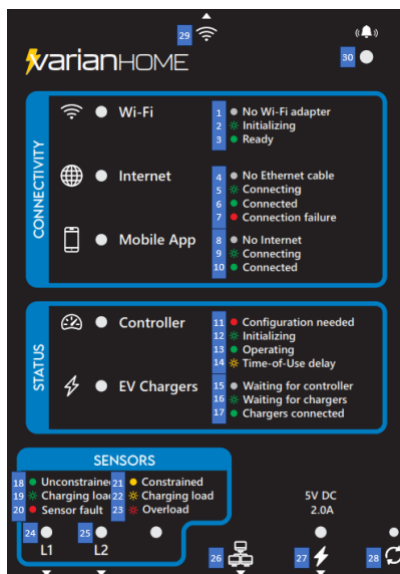 29
varianHOME
30
CONNECTIVITY
Wi-Fi
1 No Wi-Fi adapter
2 Initializing
3 Ready
Internet
4 No Ethernet cable
5 Connecting
6 Connected
7 Connection failure
Mobile App
8 No Internet
9 Connecting
10 Connected
STATUS
Controller
11 Configuration needed
12 Initializing
13 Operating
14 Time-of-Use delay
EV Chargers
15 Waiting for controller
16 Waiting for chargers
17 Chargers connected
SENSORS
18 Unconstraine 21 Constrained
19 Charging loa 22 Charging load
20 Sensor fault 23 Overload
5V DC
2.0A
24 25
L1 L2
26 27 28